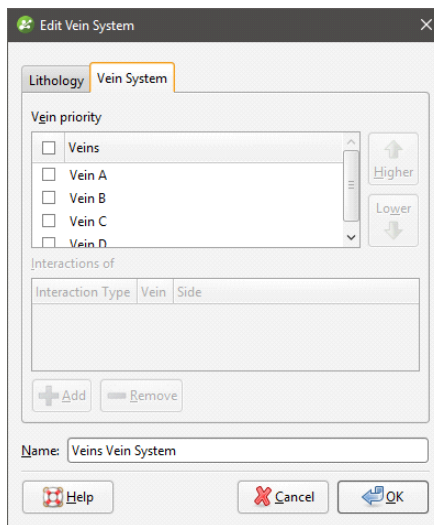 Edit Vein System
Lithology Vein System
Vein priority
Veins
Vein A
Higher
Vein B
Vein C
Lower
Vein D
Interactions of
Interaction Type Vein Side
Add Remove
Name: Veins Vein System
Help Cancel OK